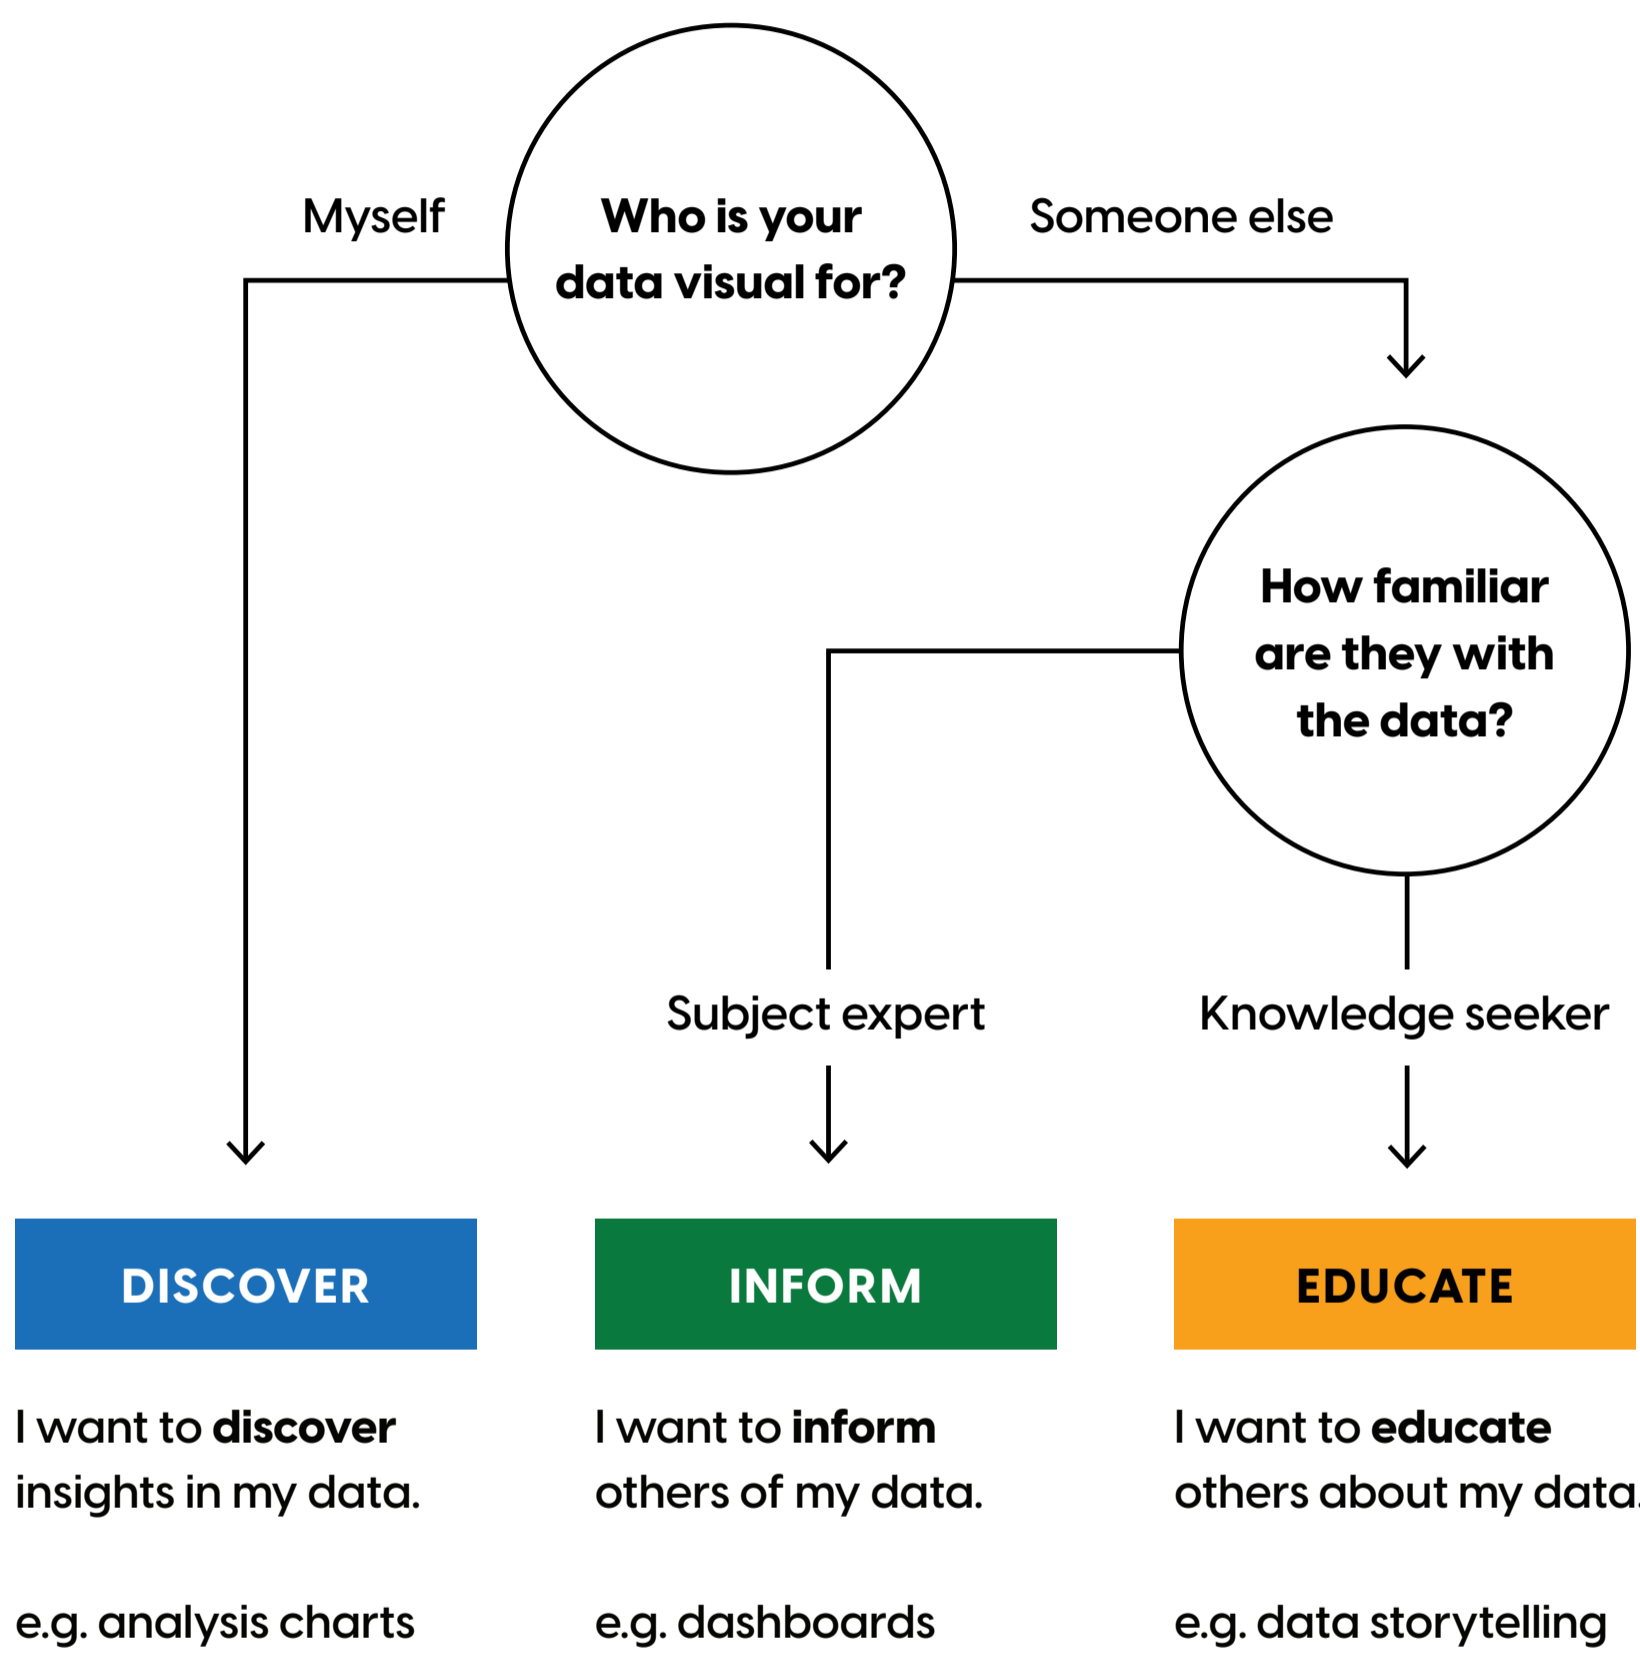 Who is your
data visual for?
Myself
Someone else
How familiar
are they with
the data?
Subject expert
Knowledge seeker
DISCOVER
I want to discover
insights in my data.
e.g. analysis charts
INFORM
I want to inform
others of my data.
e.g. dashboards
EDUCATE
I want to educate
others about my data.
e.g. data storytelling